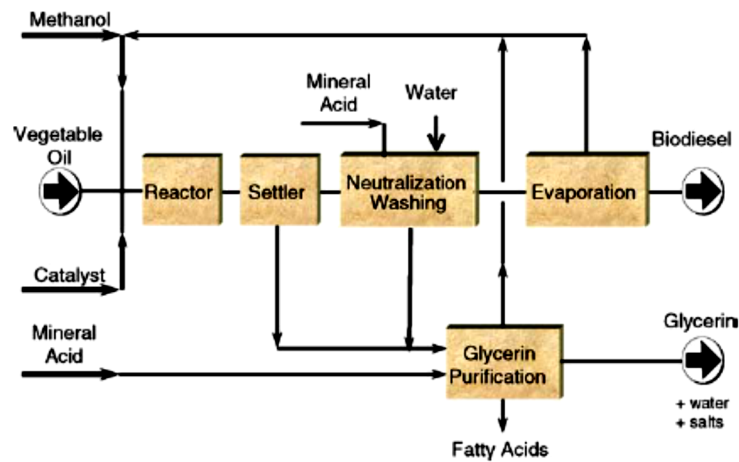 Methanol
Mineral
Acid
Water
Vegetable
Oil
Biodiesel
Reactor
Settler
Neutralization
Washing
Evaporation
Catalyst
Mineral
Acid
Glycerin
Purification
Glycerin
+ water
+ salts
Fatty Acids